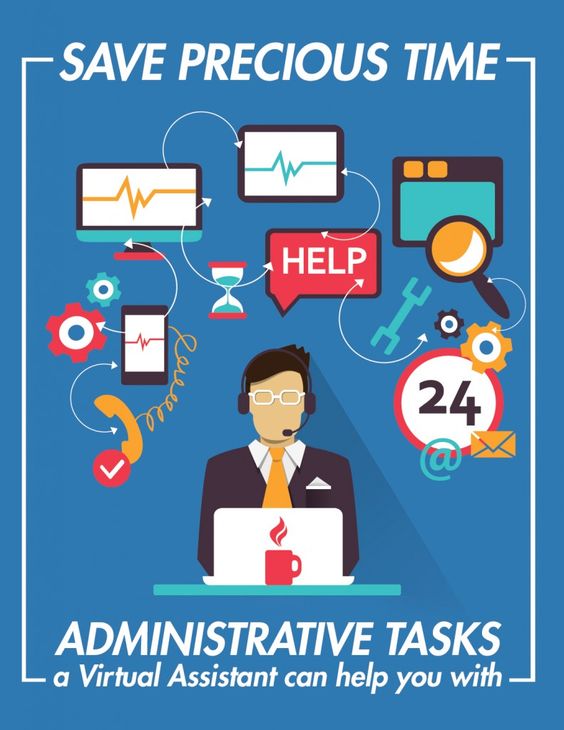 SAVE PRECIOUS TIME
HELP
24
@
ADMINISTRATIVE TASKS
a Virtual Assistant can help you with